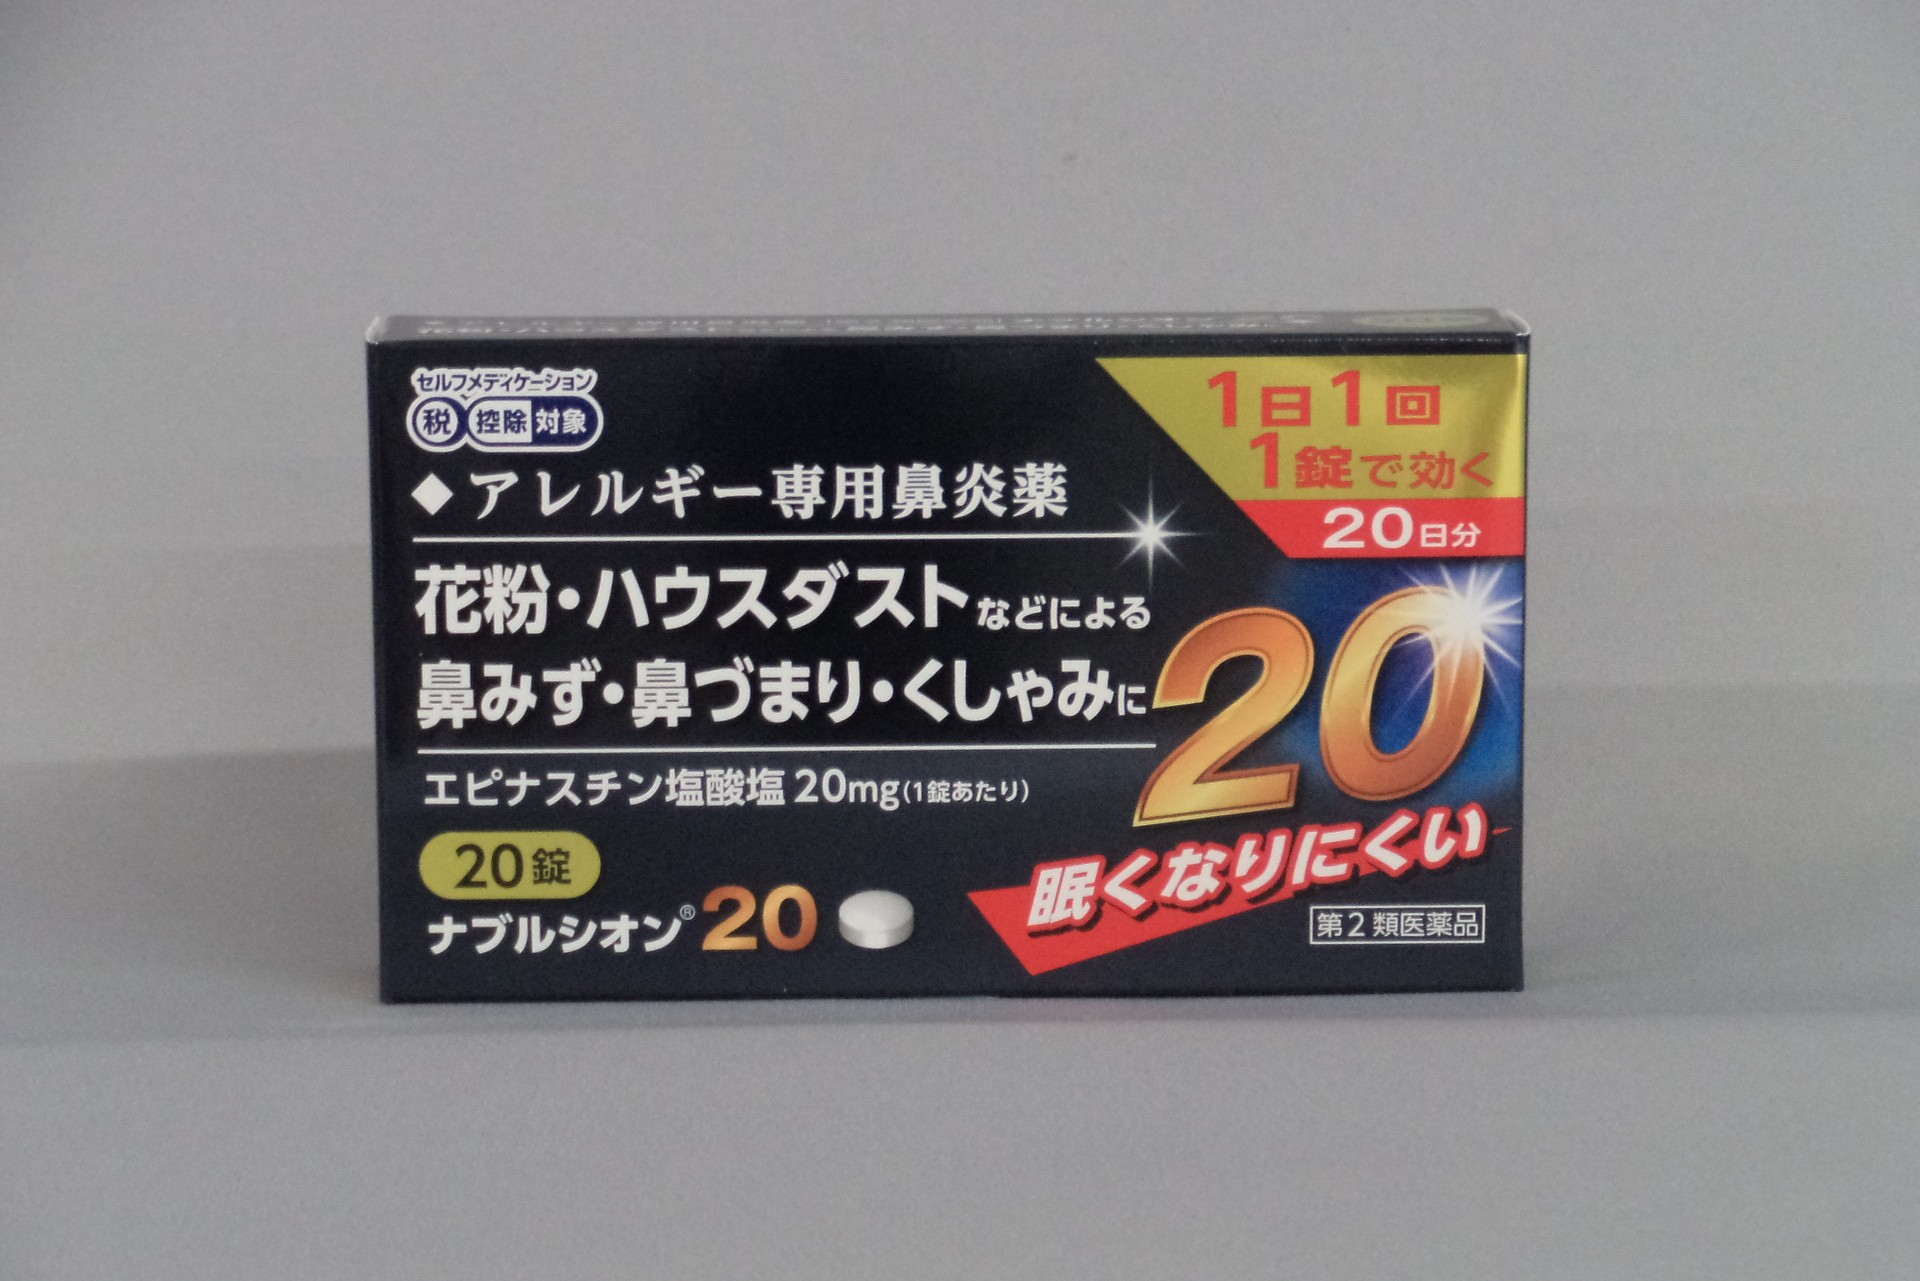 セルフメディケーション
税 控除 対象
◆アレルギー専用鼻炎薬
1日1回
1錠で効く
20日分
花粉・ハウスダストなどによる
鼻みず・鼻づまり・くしゃみに
20
エピナスチン塩酸塩 20mg(1錠あたり)
眠くなりにくい
20錠
ナブルシオン® 20
第2類医薬品